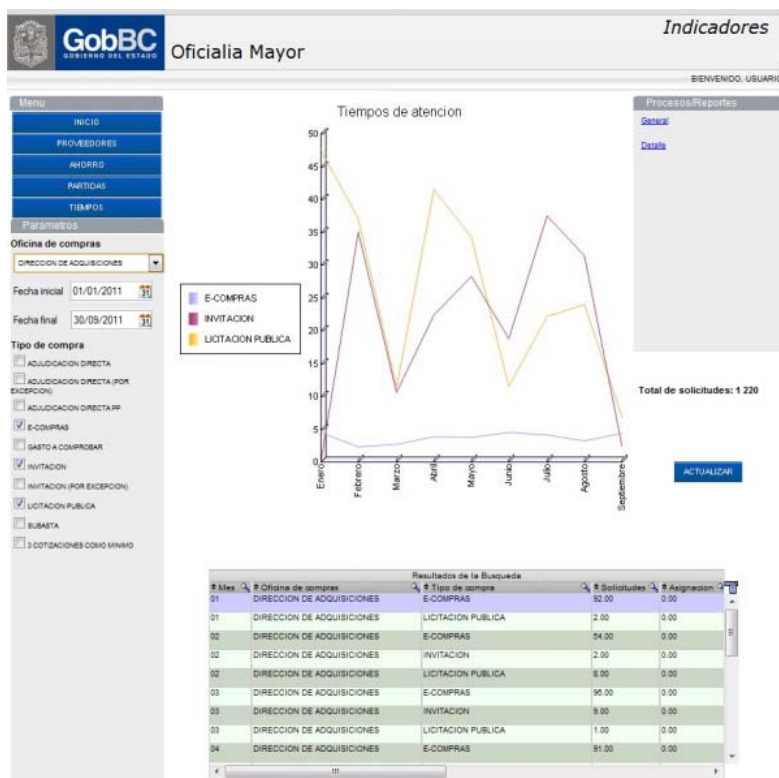 Indicadores
GobBC
GOBIERNO DEL ESTADO
Oficialia Mayor
BIENVENIDO, USUARIO
Menu
INICIO
PROVEEDORES
AHORRO
PARTIDAS
TIEMPOS
Parametros
Oficina de compras
DIRECCION DE ADQUISICIONES
Fecha inicial 01/01/2011 31
Fecha final 30/09/2011 31
Tipo de compra
ADJUDICACION DIRECTA
ADJUDICACION DIRECTA (POR
EXCEPCION)
ADJUDICACION DIRECTA PP
E-COMPRAS
GASTO A COMPROBAR
INVITACION
INVITACION (POR EXCEPCION)
LICITACION PUBLICA
SUBASTA
3 COTIZACIONES COMO MINIMO
Tiempos de atencion
50
45
40
35
30
25
20
15
10
5
0
Enero
Febrero
Marzo
Abril
Mayo
Junio
Julio
Agosto
Septiembre
E-COMPRAS
INVITACION
LICITACION PUBLICA
Procesos/Reportes
General
Detalle
Total de solicitudes: 1 220
ACTUALIZAR
Resultados de la Busqueda
Mes Oficina de compras Tipo de compra Solicitudes Asignacion
01 DIRECCION DE ADQUISICIONES E-COMPRAS 92.00 0.00
01 DIRECCION DE ADQUISICIONES LICITACION PUBLICA 2.00 0.00
02 DIRECCION DE ADQUISICIONES E-COMPRAS 54.00 0.00
02 DIRECCION DE ADQUISICIONES INVITACION 2.00 0.00
02 DIRECCION DE ADQUISICIONES LICITACION PUBLICA 0.00
03 DIRECCION DE ADQUISICIONES E-COMPRAS 96.00 0.00
03 DIRECCION DE ADQUISICIONES INVITACION 9.00 0.00
03 DIRECCION DE ADQUISICIONES LICITACION PUBLICA 1.00 0.00
04 DIRECCION DE ADQUISICIONES E-COMPRAS 91.00 0.00